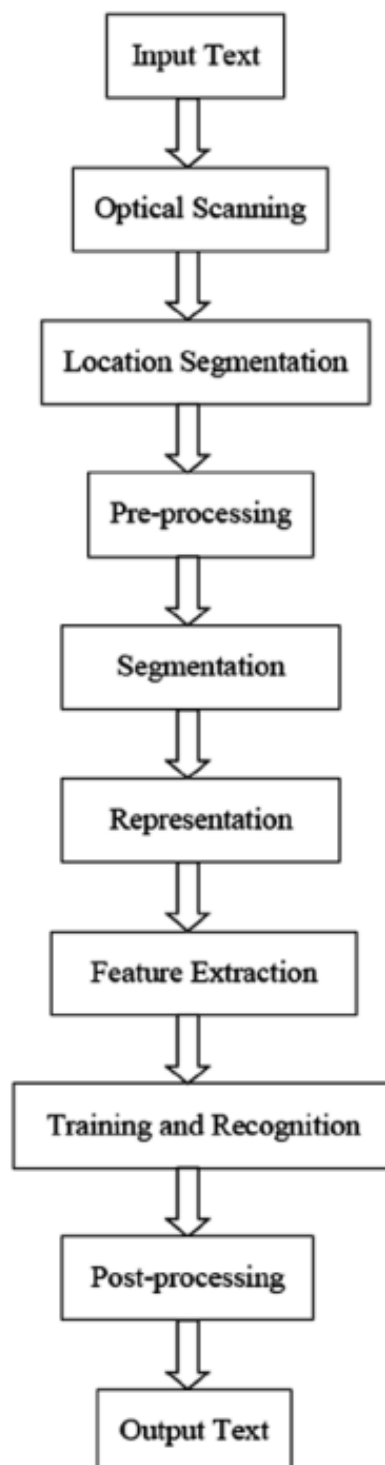 Input Text
Optical Scanning
Location Segmentation
Pre-processing
Segmentation
Representation
Feature Extraction
Training and Recognition
Post-processing
Output Text